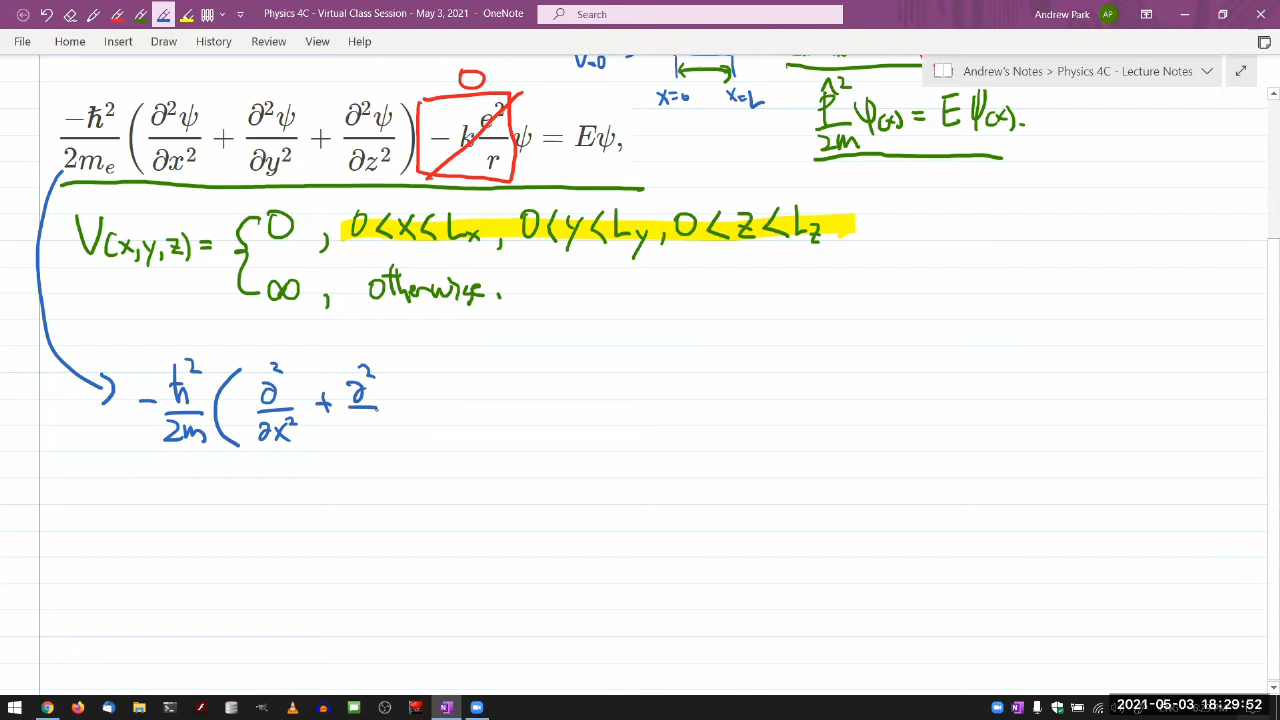 Physics 4C - Virtual Class Session - May 3, 2021 - OneNote
Search
Andrew Park
AP
File Home Insert Draw History Review View Help
Andrew's Notes > Physics 4C - Lecture Notes
V=0
x=0 x=L
0
-ℏ²/2mₑ (∂²ψ/∂x² + ∂²ψ/∂y² + ∂²ψ/∂z²) - k e²/r ψ = Eψ,
P̂²/2m ψ(x) = E ψ(x).
V(x,y,z) = { 0 , 0<x<Lx , 0<y<Ly , 0<z<Lz
∞ , otherwise.
-ℏ²/2m ( ∂²/∂x² + ∂²
2021-05-03 18:29:52